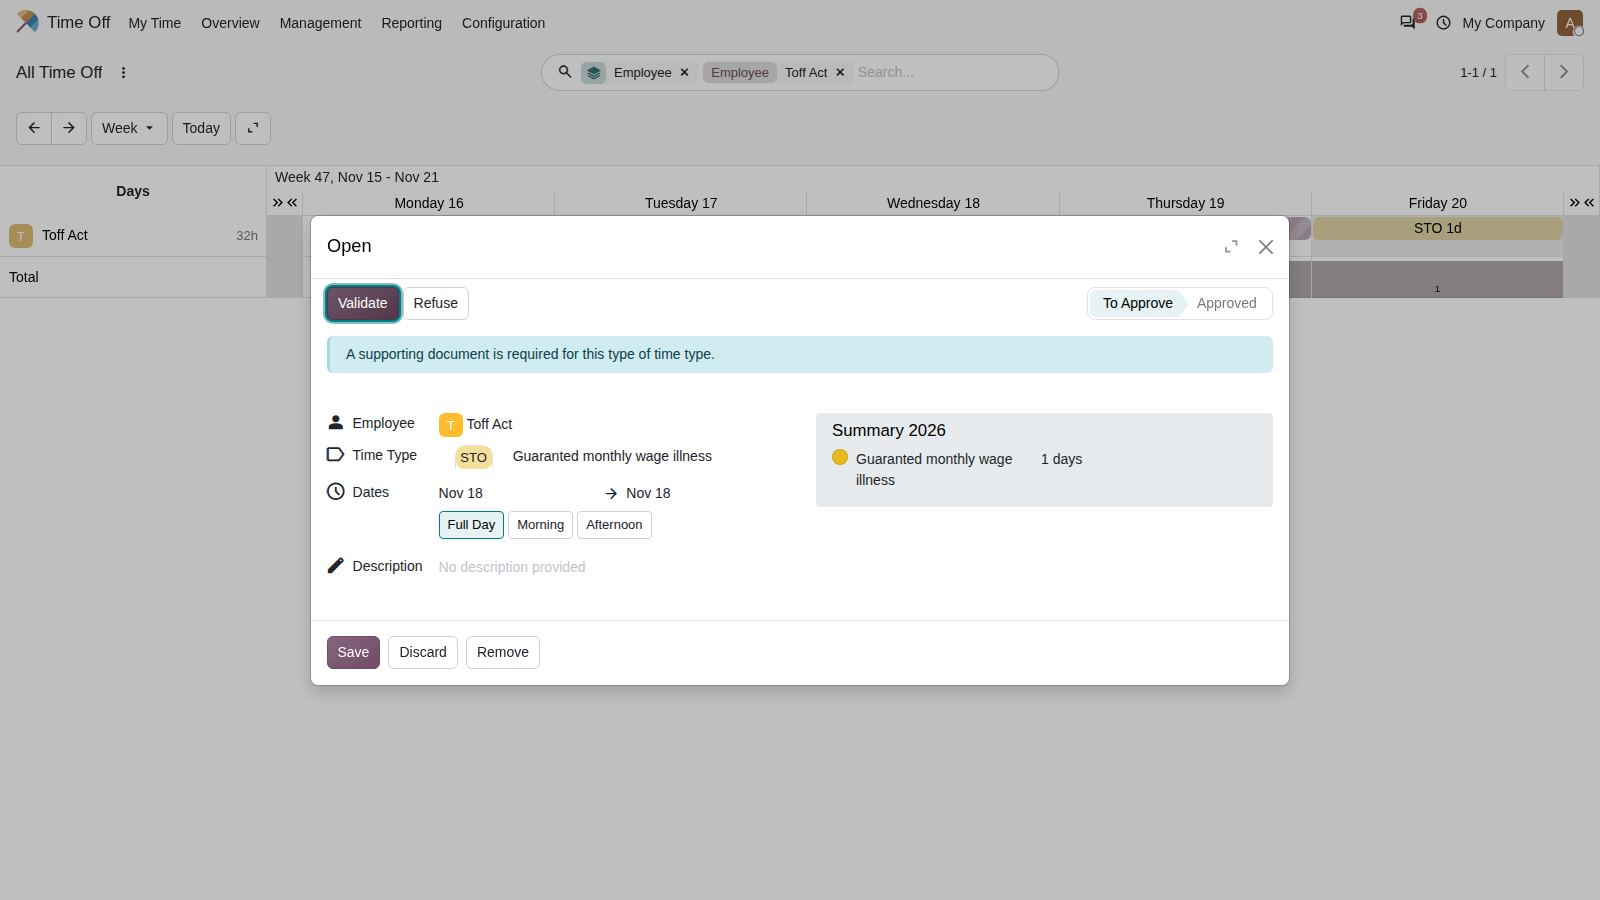 Time Off My Time Overview Management Reporting Configuration 3 My Company A
All Time Off Employee × Employee Toff Act × Search... 1-1 / 1
Week Today
Days Week 47, Nov 15 - Nov 21
Monday 16 Tuesday 17 Wednesday 18 Thursday 19 Friday 20
T Toff Act 32h STO 1d
Total 1
Open
Validate Refuse To Approve Approved
A supporting document is required for this type of time type.
Employee T Toff Act
Time Type STO Guaranted monthly wage illness
Dates Nov 18 Nov 18
Full Day Morning Afternoon
Description No description provided
Summary 2026
Guaranted monthly wage 1 days
illness
Save Discard Remove